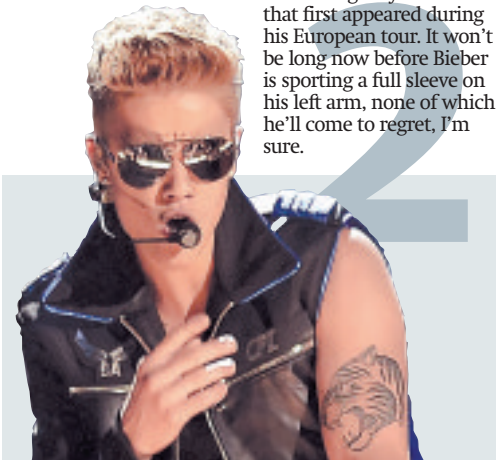 that first appeared during
his European tour. It won’t
be long now before Bieber
is sporting a full sleeve on
his left arm, none of which
he’ll come to regret, I’m
sure.
2